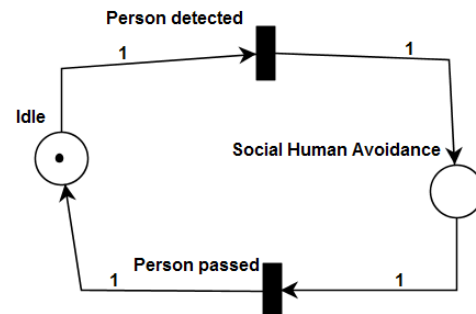 Person detected
1
1
Idle
Social Human Avoidance
Person passed
1
1